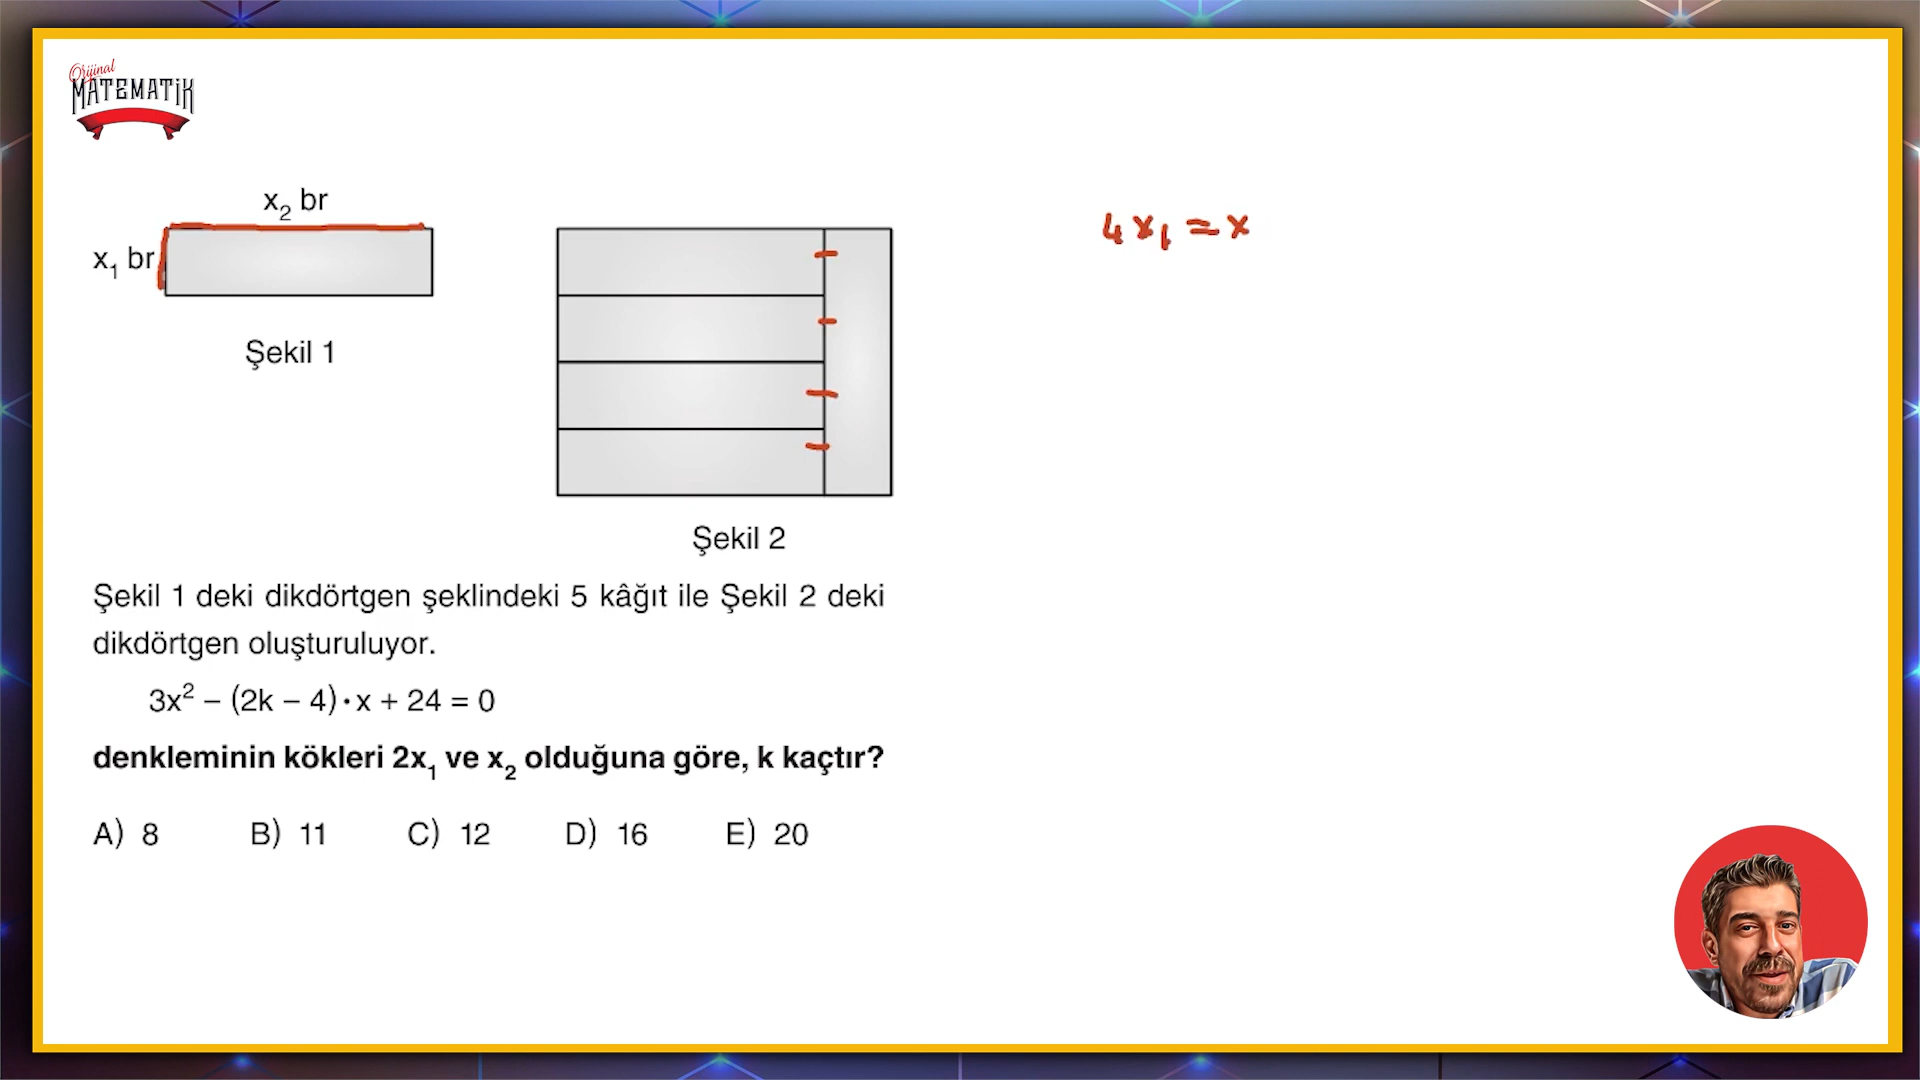 Orijinal
MATEMATİK
x₂ br
x₁ br
4x₁ = x
Şekil 1
Şekil 2
Şekil 1 deki dikdörtgen şeklindeki 5 kâğıt ile Şekil 2 deki
dikdörtgen oluşturuluyor.
3x² – (2k – 4)·x + 24 = 0
denkleminin kökleri 2x₁ ve x₂ olduğuna göre, k kaçtır?
A) 8 B) 11 C) 12 D) 16 E) 20